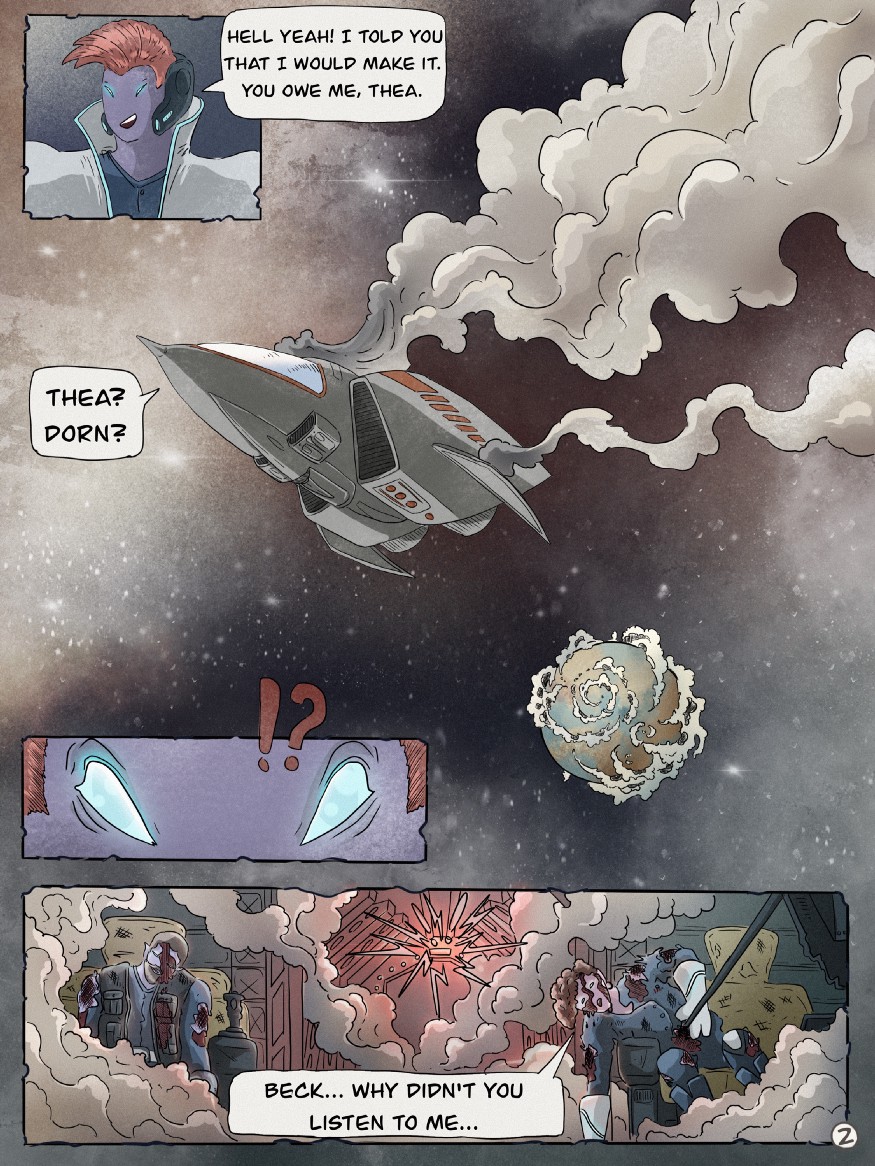 HELL YEAH! I TOLD YOU
THAT I WOULD MAKE IT.
YOU OWE ME, THEA.
THEA?
DORN?
!?
BECK... WHY DIDN'T YOU
LISTEN TO ME...
2